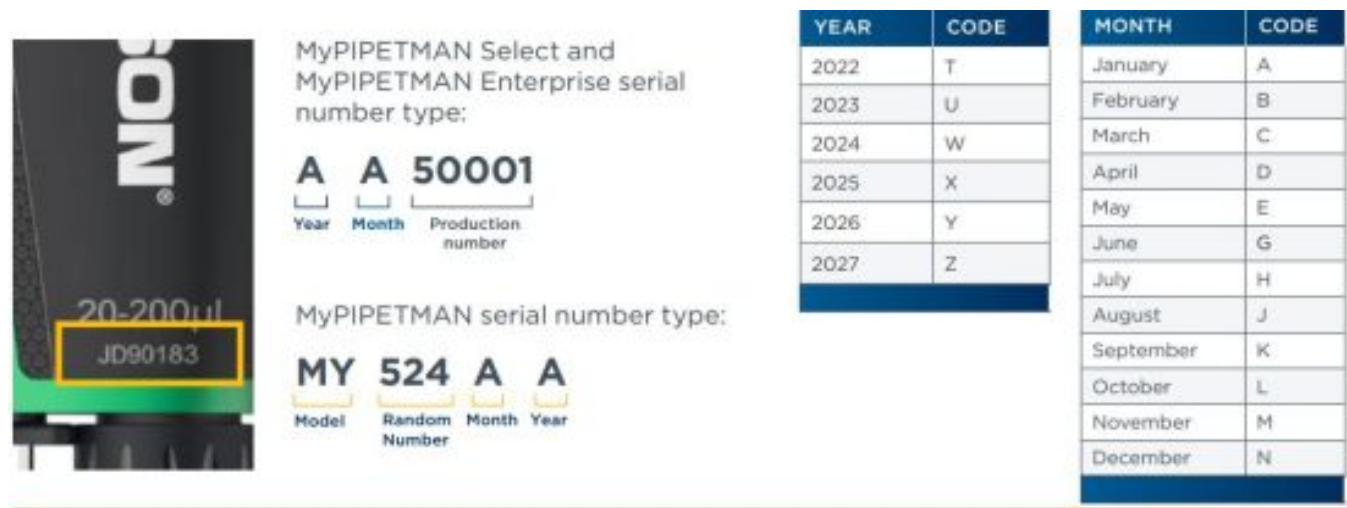 SON®
20-200µl
JD90183
MyPIPETMAN Select and
MyPIPETMAN Enterprise serial
number type:
A A 50001
Year Month Production
number
MyPIPETMAN serial number type:
MY 524 A A
Model Random Month Year
Number
YEAR CODE
2022 T
2023 U
2024 W
2025 X
2026 Y
2027 Z
MONTH CODE
January A
February B
March C
April D
May E
June G
July H
August J
September K
October L
November M
December N